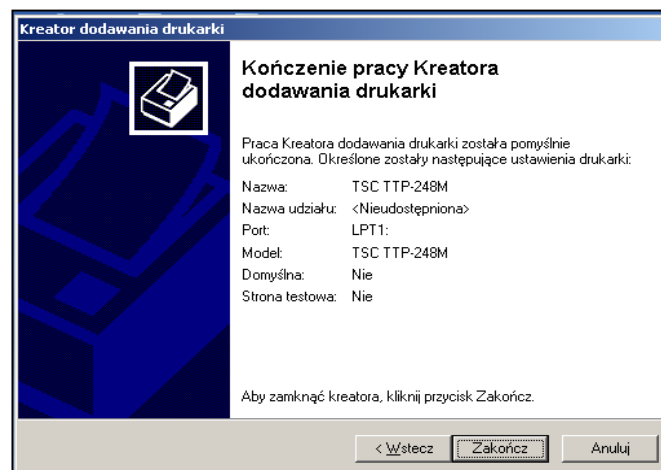 Kreator dodawania drukarki
Kończenie pracy Kreatora
dodawania drukarki
Praca Kreatora dodawania drukarki została pomyślnie
ukończona. Określone zostały następujące ustawienia drukarki:
Nazwa: TSC TTP-248M
Nazwa udziału: <Nieudostępniona>
Port: LPT1:
Model: TSC TTP-248M
Domyślna: Nie
Strona testowa: Nie
Aby zamknąć kreatora, kliknij przycisk Zakończ.
< Wstecz Zakończ Anuluj